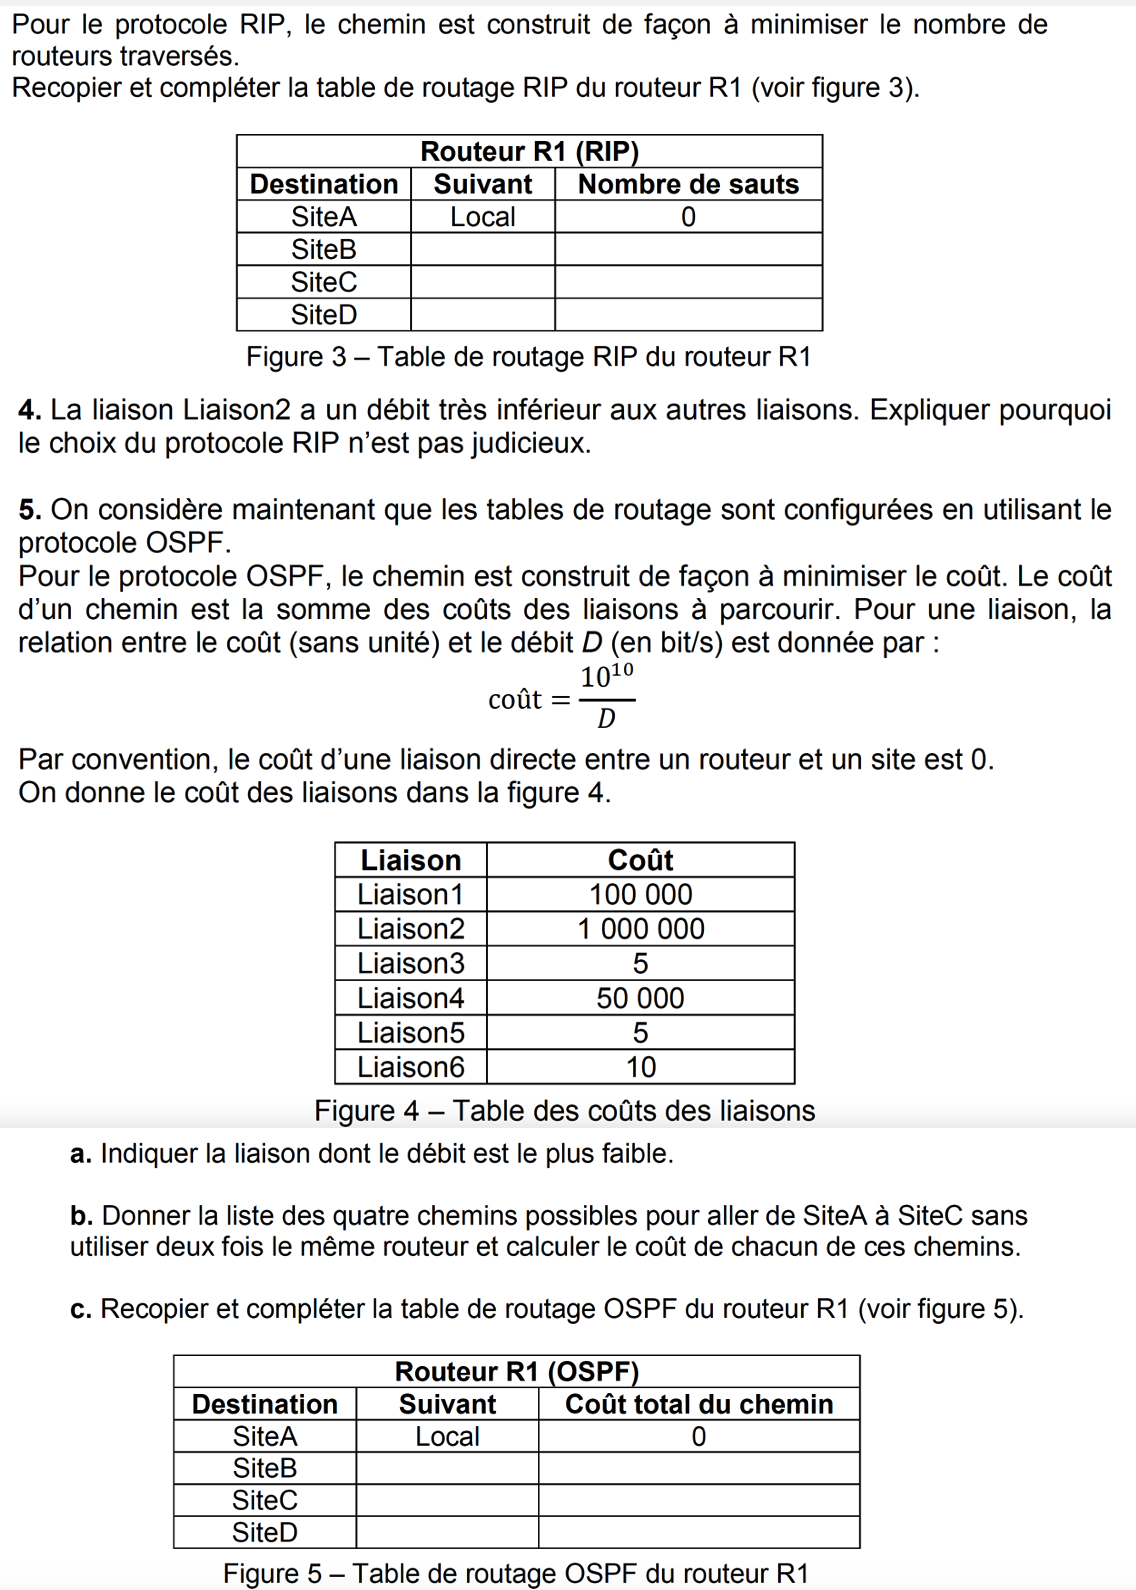 Pour le protocole RIP, le chemin est construit de façon à minimiser le nombre de
routeurs traversés.
Recopier et compléter la table de routage RIP du routeur R1 (voir figure 3).
Routeur R1 (RIP)
Destination Suivant Nombre de sauts
SiteA Local 0
SiteB
SiteC
SiteD
Figure 3 – Table de routage RIP du routeur R1
4. La liaison Liaison2 a un débit très inférieur aux autres liaisons. Expliquer pourquoi
le choix du protocole RIP n’est pas judicieux.
5. On considère maintenant que les tables de routage sont configurées en utilisant le
protocole OSPF.
Pour le protocole OSPF, le chemin est construit de façon à minimiser le coût. Le coût
d’un chemin est la somme des coûts des liaisons à parcourir. Pour une liaison, la
relation entre le coût (sans unité) et le débit D (en bit/s) est donnée par :
coût = 10¹⁰ / D
Par convention, le coût d’une liaison directe entre un routeur et un site est 0.
On donne le coût des liaisons dans la figure 4.
Liaison Coût
Liaison1 100 000
Liaison2 1 000 000
Liaison3 5
Liaison4 50 000
Liaison5 5
Liaison6 10
Figure 4 – Table des coûts des liaisons
a. Indiquer la liaison dont le débit est le plus faible.
b. Donner la liste des quatre chemins possibles pour aller de SiteA à SiteC sans
utiliser deux fois le même routeur et calculer le coût de chacun de ces chemins.
c. Recopier et compléter la table de routage OSPF du routeur R1 (voir figure 5).
Routeur R1 (OSPF)
Destination Suivant Coût total du chemin
SiteA Local 0
SiteB
SiteC
SiteD
Figure 5 – Table de routage OSPF du routeur R1